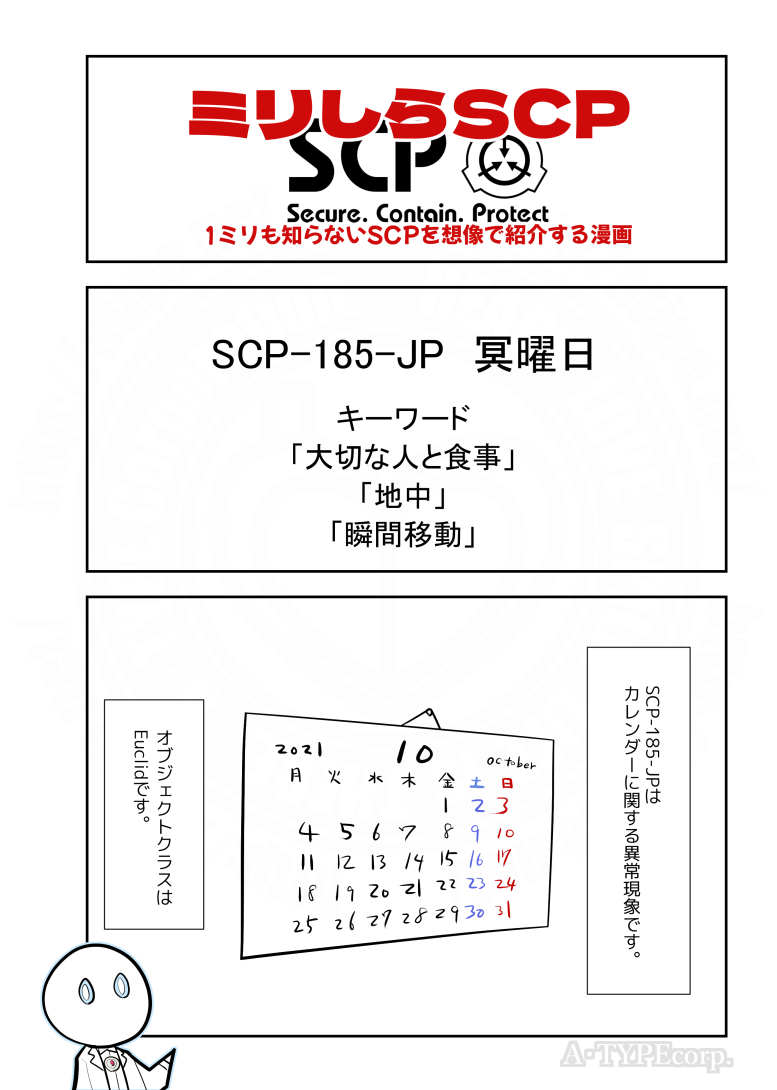 ミリしらSCP
SCP
Secure. Contain. Protect
1ミリも知らないSCPを想像で紹介する漫画
SCP-185-JP 冥曜日
キーワード
「大切な人と食事」
「地中」
「瞬間移動」
SCP-185-JPは
カレンダーに関する異常現象です。
2021 10 October
月 火 水 木 金 土 日
1 2 3
4 5 6 7 8 9 10
11 12 13 14 15 16 17
18 19 20 21 22 23 24
25 26 27 28 29 30 31
オブジェクトクラスは
Euclidです。
A-TYPEcorp.